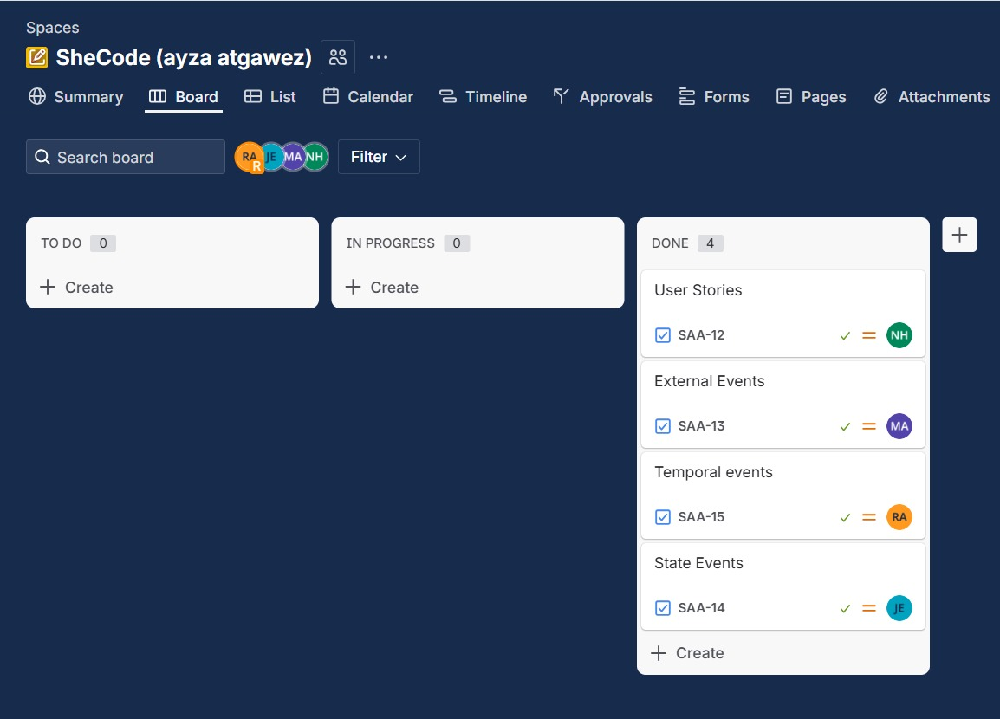 Spaces
SheCode (ayza atgawez)
Summary Board List Calendar Timeline Approvals Forms Pages Attachments
Search board RA R JE MA NH Filter
TO DO 0
Create
IN PROGRESS 0
Create
DONE 4
User Stories
SAA-12 NH
External Events
SAA-13 MA
Temporal events
SAA-15 RA
State Events
SAA-14 JE
Create